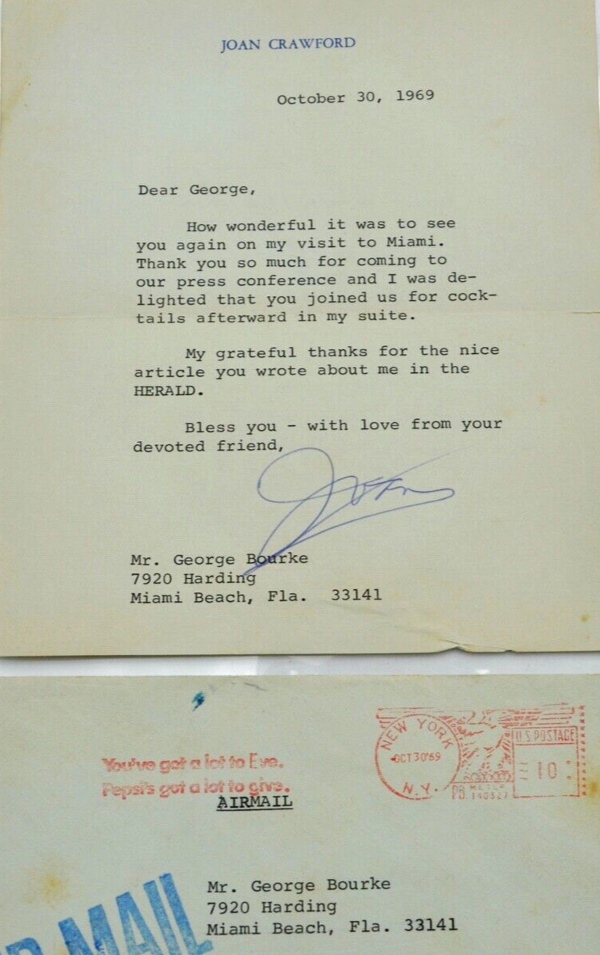 JOAN CRAWFORD
October 30, 1969
Dear George,
How wonderful it was to see
you again on my visit to Miami.
Thank you so much for coming to
our press conference and I was de-
lighted that you joined us for cock-
tails afterward in my suite.
My grateful thanks for the nice
article you wrote about me in the
HERALD.
Bless you - with love from your
devoted friend,
Joan
Mr. George Bourke
7920 Harding
Miami Beach, Fla. 33141
You've got a lot to live.
Pepsi's got a lot to give.
AIRMAIL
NEW YORK
OCT30'69
N.Y.
U.S.POSTAGE
10
P.B. METER
140327
Mr. George Bourke
7920 Harding
Miami Beach, Fla. 33141
MAIL